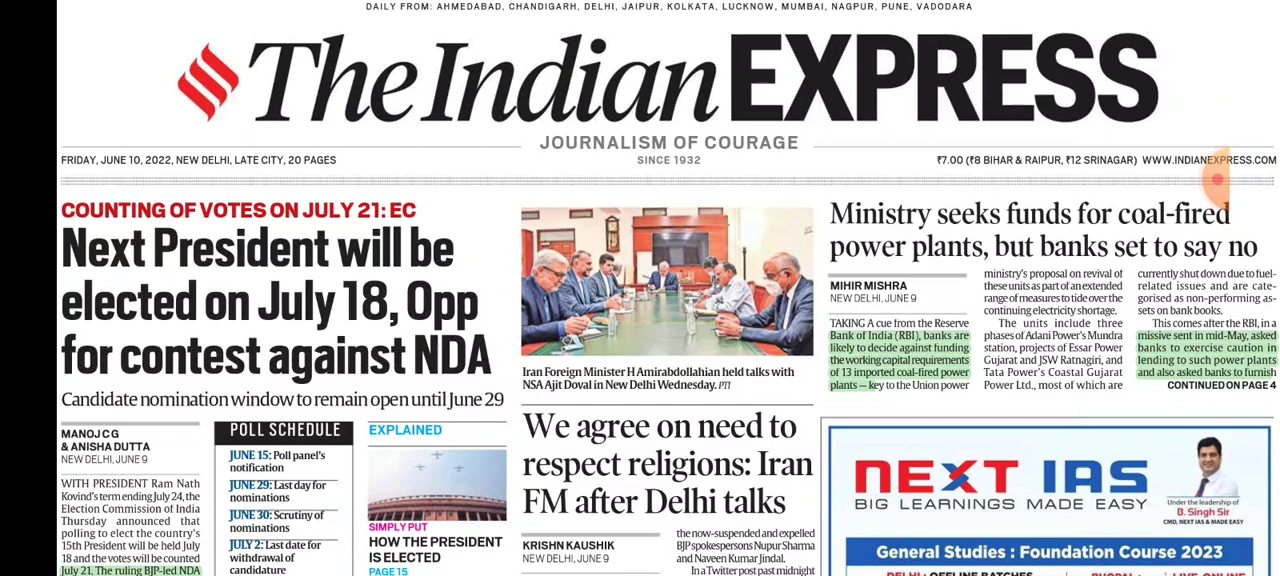 DAILY FROM: AHMEDABAD, CHANDIGARH, DELHI, JAIPUR, KOLKATA, LUCKNOW, MUMBAI, NAGPUR, PUNE, VADODARA
The Indian EXPRESS
JOURNALISM OF COURAGE
SINCE 1932
FRIDAY, JUNE 10, 2022, NEW DELHI, LATE CITY, 20 PAGES
₹7.00 (₹8 BIHAR & RAIPUR, ₹12 SRINAGAR) WWW.INDIANEXPRESS.COM
COUNTING OF VOTES ON JULY 21: EC
Next President will be
elected on July 18, Opp
for contest against NDA
Candidate nomination window to remain open until June 29
MANOJ C G
& ANISHA DUTTA
NEW DELHI, JUNE 9
WITH PRESIDENT Ram Nath
Kovind's term ending July 24, the
Election Commission of India
Thursday announced that
polling to elect the country's
15th President will be held July
18 and the votes will be counted
July 21. The ruling BJP-led NDA
POLL SCHEDULE
JUNE 15: Poll panel's
notification
JUNE 29: Last day for
nominations
JUNE 30: Scrutiny of
nominations
JULY 2: Last date for
withdrawal of
candidature
EXPLAINED
SIMPLY PUT
HOW THE PRESIDENT
IS ELECTED
PAGE 15
Iran Foreign Minister H Amirabdollahian held talks with
NSA Ajit Doval in New Delhi Wednesday. PTI
We agree on need to
respect religions: Iran
FM after Delhi talks
KRISHN KAUSHIK
NEW DELHI, JUNE 9
the now-suspended and expelled
BJP spokespersons Nupur Sharma
and Naveen Kumar Jindal.
In a Twitter post past midnight
Ministry seeks funds for coal-fired
power plants, but banks set to say no
MIHIR MISHRA
NEW DELHI, JUNE 9
TAKING A cue from the Reserve
Bank of India (RBI), banks are
likely to decide against funding
the working capital requirements
of 13 imported coal-fired power
plants — key to the Union power
ministry's proposal on revival of
these units as part of an extended
range of measures to tide over the
continuing electricity shortage.
The units include three
phases of Adani Power's Mundra
station, projects of Essar Power
Gujarat and JSW Ratnagiri, and
Tata Power's Coastal Gujarat
Power Ltd., most of which are
currently shut down due to fuel-
related issues and are cate-
gorised as non-performing as-
sets on bank books.
This comes after the RBI, in a
missive sent in mid-May, asked
banks to exercise caution in
lending to such power plants
and also asked banks to furnish
CONTINUED ON PAGE 4
NEXT IAS
BIG LEARNINGS MADE EASY
Under the leadership of
B. Singh Sir
CMD, NEXT IAS & MADE EASY
General Studies : Foundation Course 2023
DELHI : OFFLINE BATCHES
BHOPAL :
LIVE-ONLINE